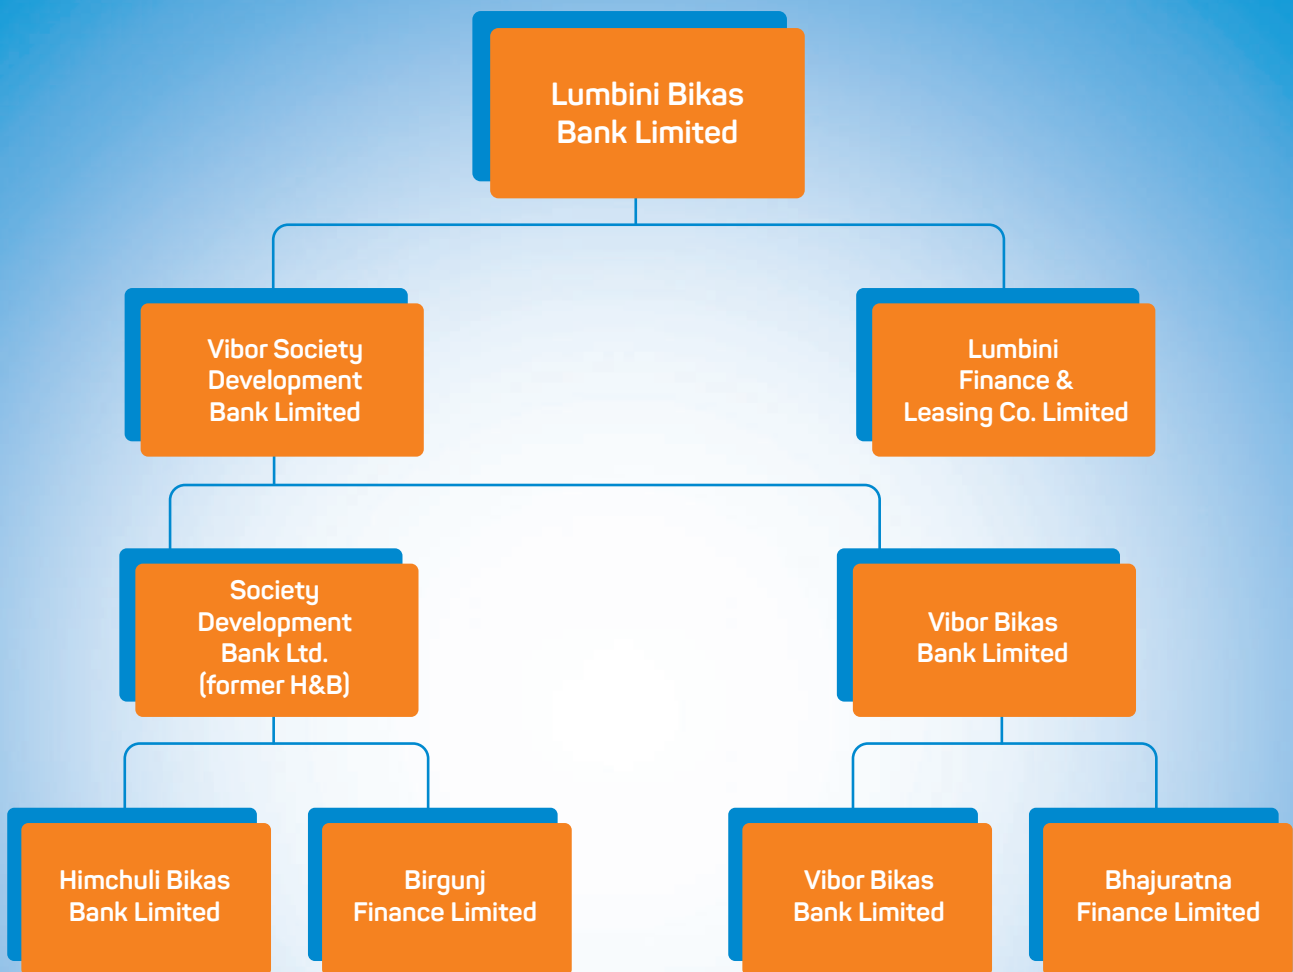 Lumbini Bikas
Bank Limited
Vibor Society
Development
Bank Limited
Lumbini
Finance &
Leasing Co. Limited
Society
Development
Bank Ltd.
(former H&B)
Vibor Bikas
Bank Limited
Himchuli Bikas
Bank Limited
Birgunj
Finance Limited
Vibor Bikas
Bank Limited
Bhajuratna
Finance Limited